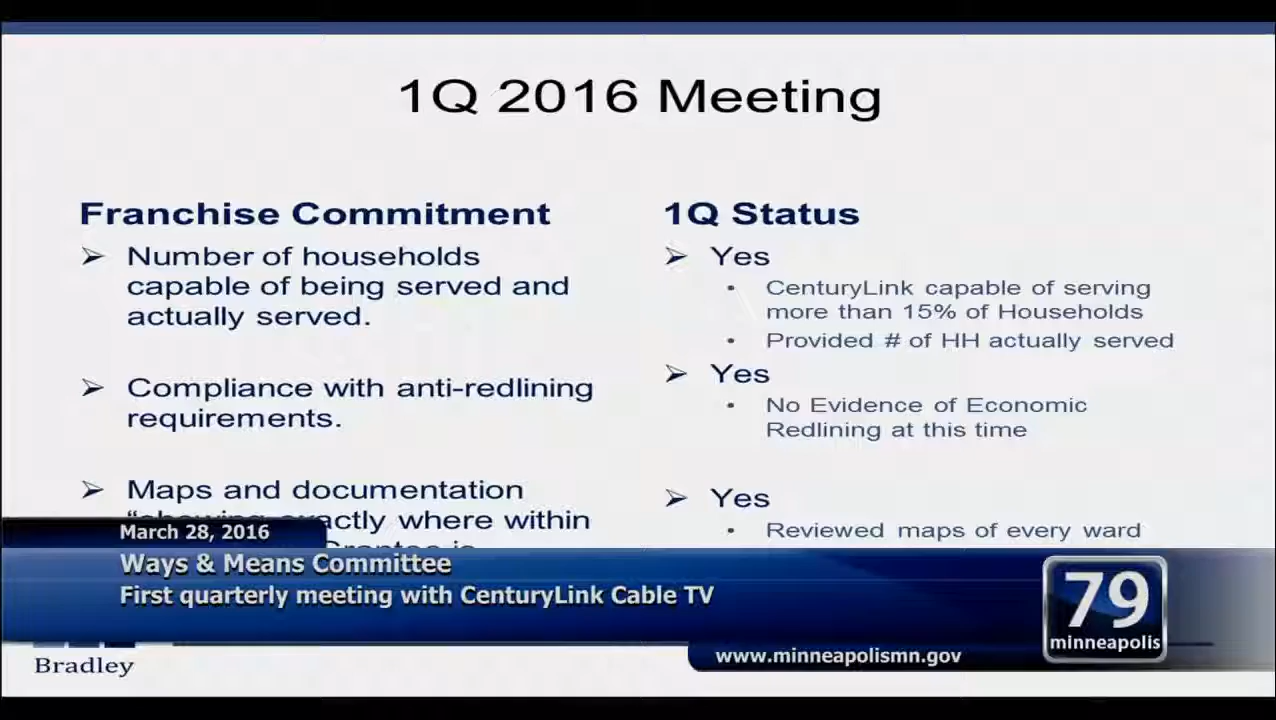 1Q 2016 Meeting
Franchise Commitment
➢ Number of households
capable of being served and
actually served.
➢ Compliance with anti-redlining
requirements.
➢ Maps and documentation
exactly where within
1Q Status
➢ Yes
• CenturyLink capable of serving
more than 15% of Households
• Provided # of HH actually served
➢ Yes
• No Evidence of Economic
Redlining at this time
➢ Yes
• Reviewed maps of every ward
March 28, 2016
Ways & Means Committee
First quarterly meeting with CenturyLink Cable TV
79
minneapolis
www.minneapolismn.gov
Bradley